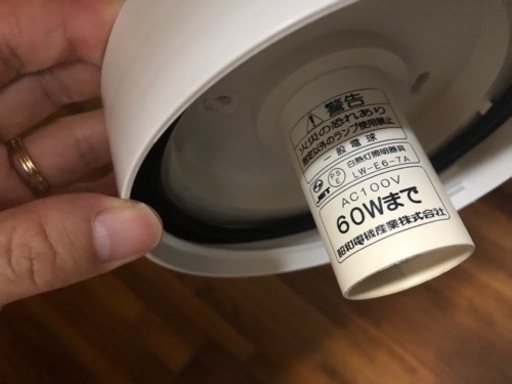 警告
火災の恐れあり
指定以外のランプ使用禁止
一般電球
JET PSE 白熱灯照明器具
LW-E6-7A
AC100V
60Wまで
昭和電機産業株式会社